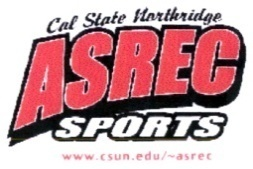 Cal State Northridge
ASREC
SPORTS
www.csun.edu/~asrec